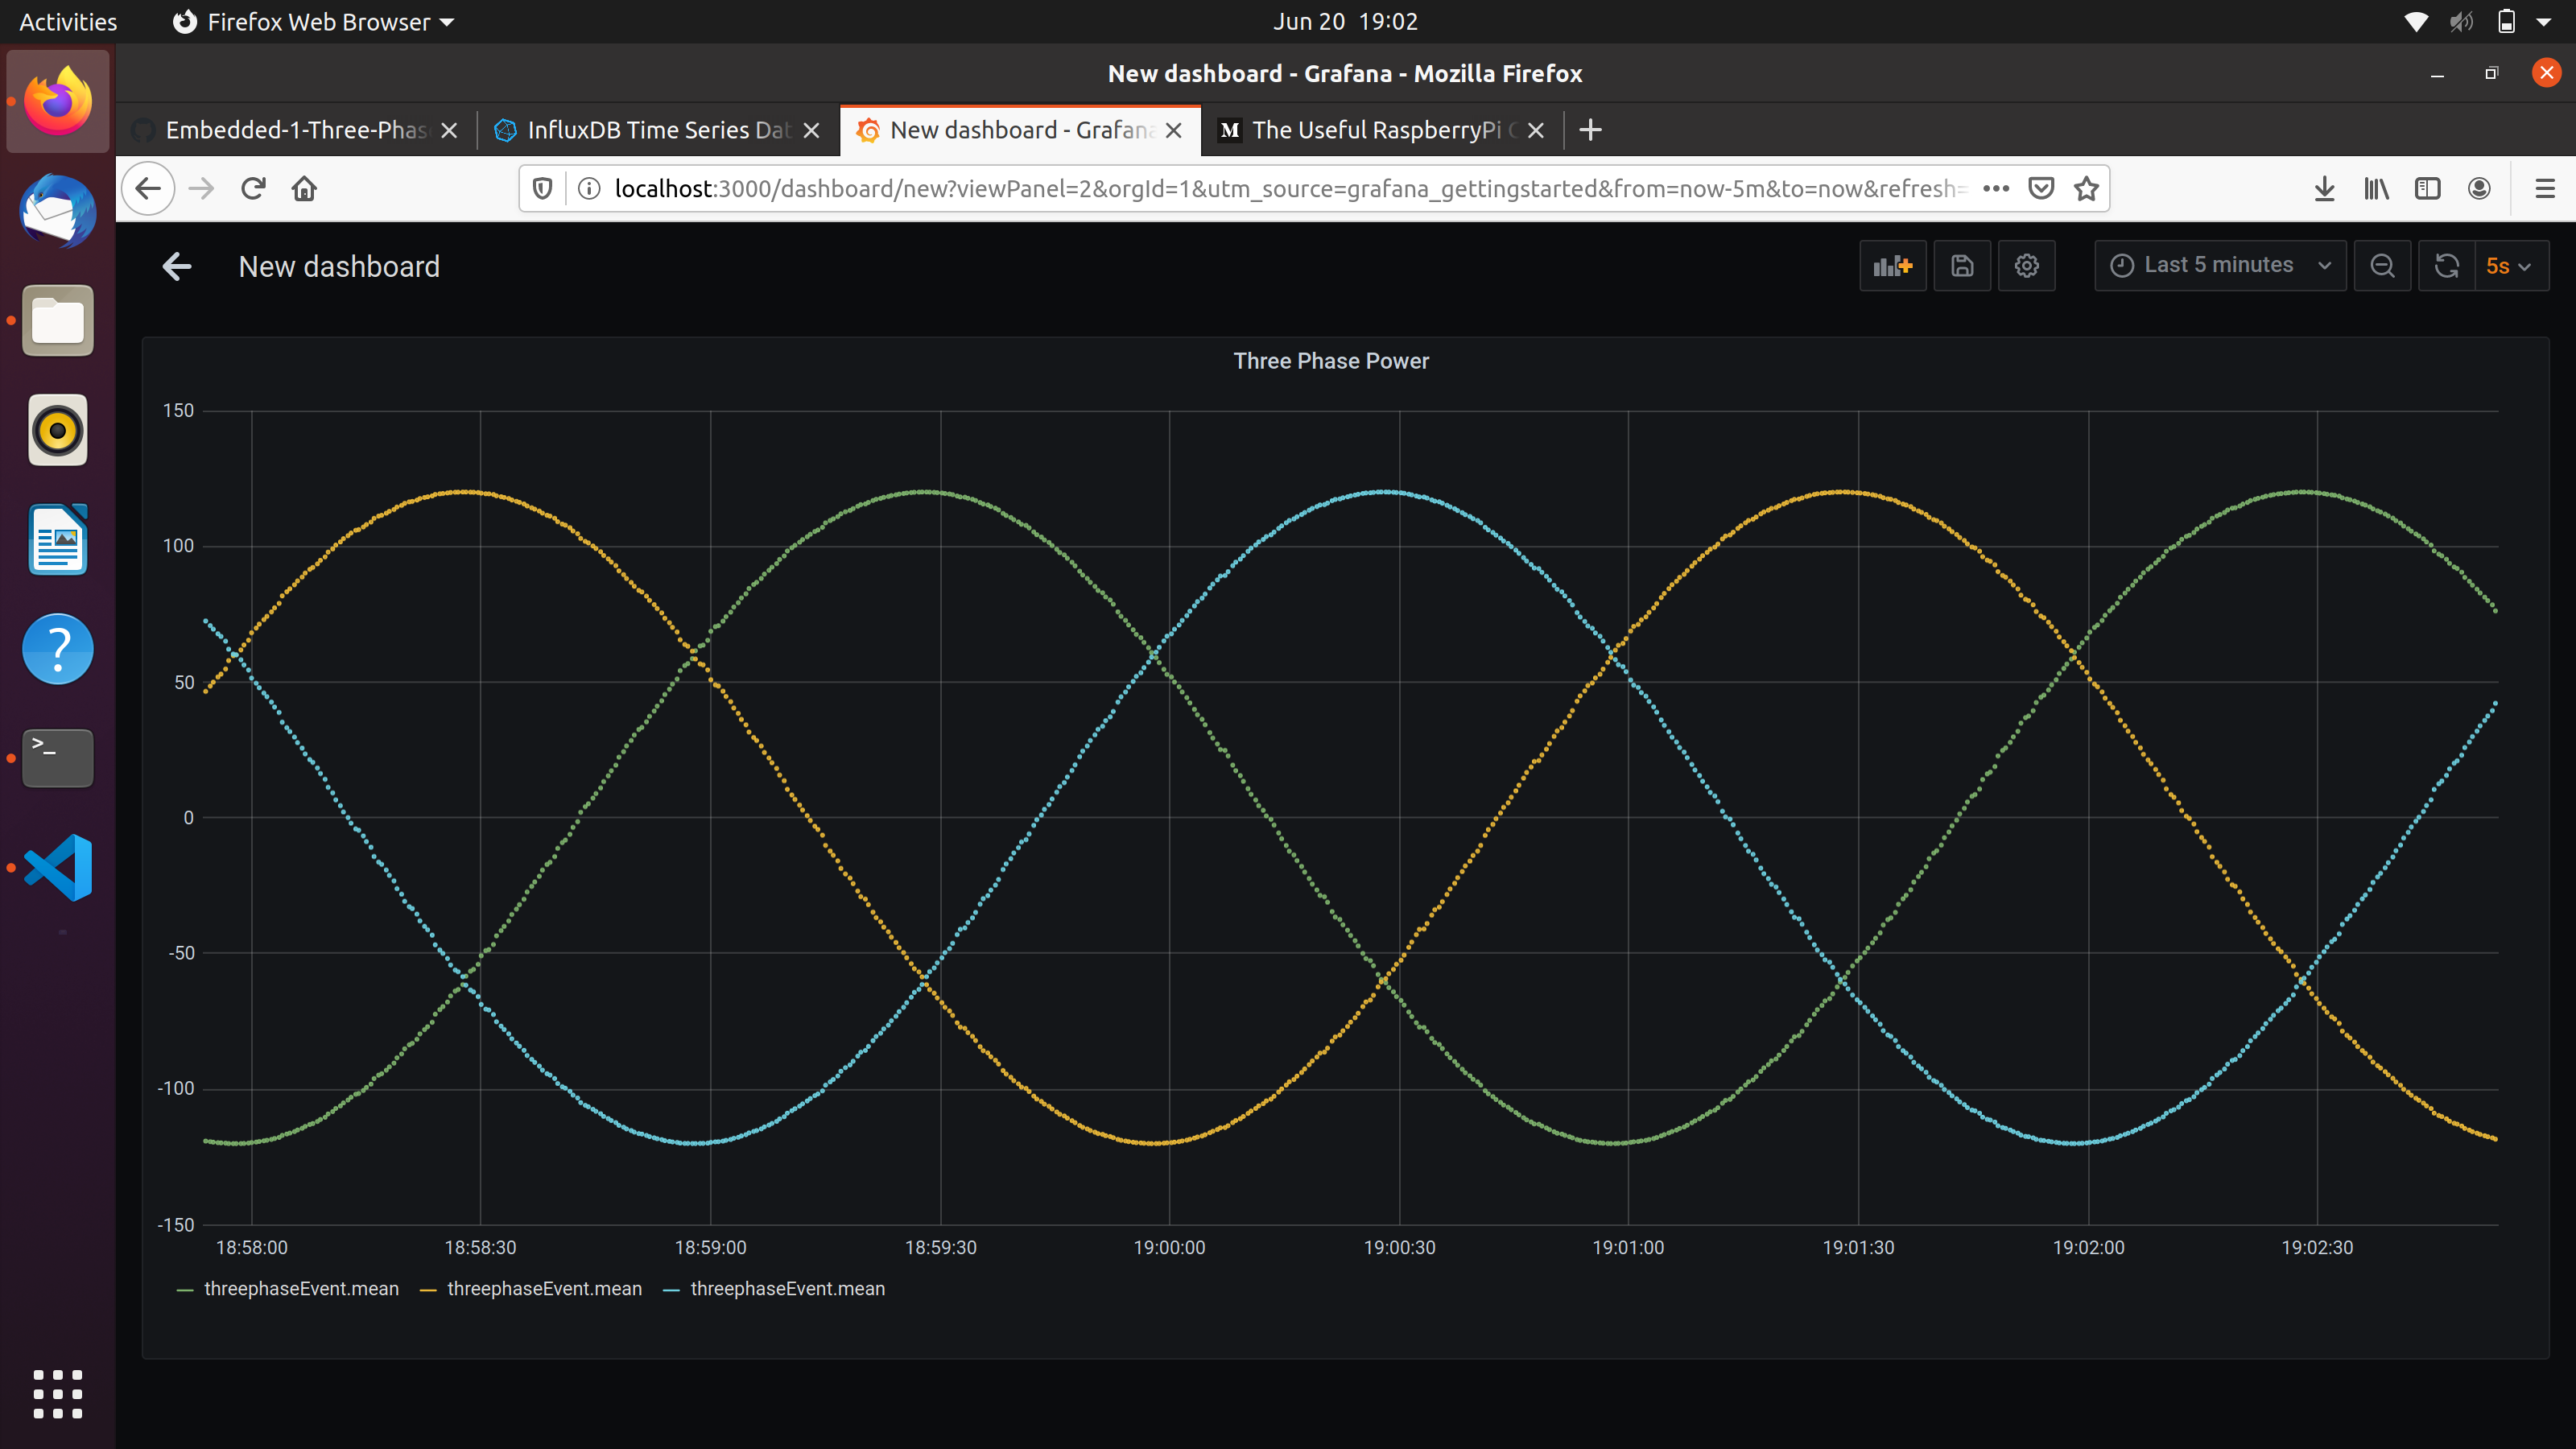 Activities Firefox Web Browser Jun 20 19:02
New dashboard - Grafana - Mozilla Firefox
Embedded-1-Three-Phas InfluxDB Time Series Dat New dashboard - Grafana M The Useful RaspberryPi
localhost:3000/dashboard/new?viewPanel=2&orgId=1&utm_source=grafana_gettingstarted&from=now-5m&to=now&refresh=
New dashboard Last 5 minutes 5s
Three Phase Power
150
100
50
0
-50
-100
-150
18:58:00 18:58:30 18:59:00 18:59:30 19:00:00 19:00:30 19:01:00 19:01:30 19:02:00 19:02:30
threephaseEvent.mean threephaseEvent.mean threephaseEvent.mean